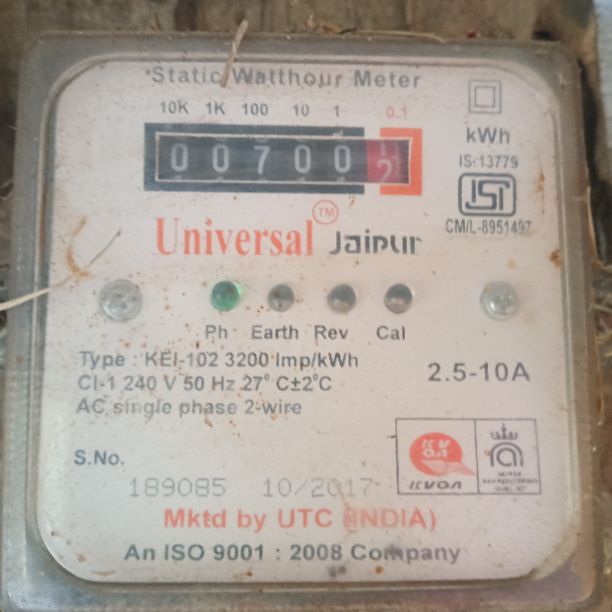 Static Watthour Meter
10K 1K 100 10 1 0.1
0 0 7 0 0
kWh
IS:13779
ISI
CM/L-8951497
Universal TM Jaipur
Ph Earth Rev Cal
Type : KEI-102 3200 Imp/kWh
Cl-1 240 V 50 Hz 27° C±2°C
AC single phase 2-wire
2.5-10A
S.No.
189085 10/2017
Mktd by UTC (INDIA)
An ISO 9001 : 2008 Company